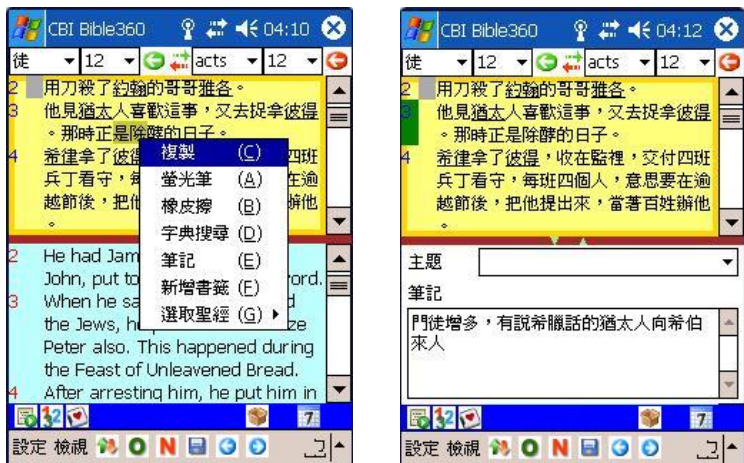 CBI Bible360 04:10
徒 12 acts 12
2 用刀殺了約翰的哥哥雅各。
3 他見猶太人喜歡這事,又去捉拿彼得
。那時正是除酵的日子。
4 希律拿了彼得 四班
兵丁看守,每 在逾
越節後,把他 辦他
。
複製 (C)
螢光筆 (A)
橡皮擦 (B)
字典搜尋 (D)
筆記 (E)
新增書籤 (F)
選取聖經 (G)
2 He had Jam
John, put to ord.
3 When he sa d
the Jews, h ze
Peter also. This happened during
the Feast of Unleavened Bread.
4 After arresting him, he put him in
7
設定 檢視 O N
CBI Bible360 04:12
徒 12 acts 12
2 用刀殺了約翰的哥哥雅各。
3 他見猶太人喜歡這事,又去捉拿彼得
。那時正是除酵的日子。
4 希律拿了彼得,收在監裡,交付四班
兵丁看守,每班四個人,意思要在逾
越節後,把他提出來,當著百姓辦他
。
主題
筆記
門徒增多,有說希臘話的猶太人向希伯
來人
7
設定 檢視 O N